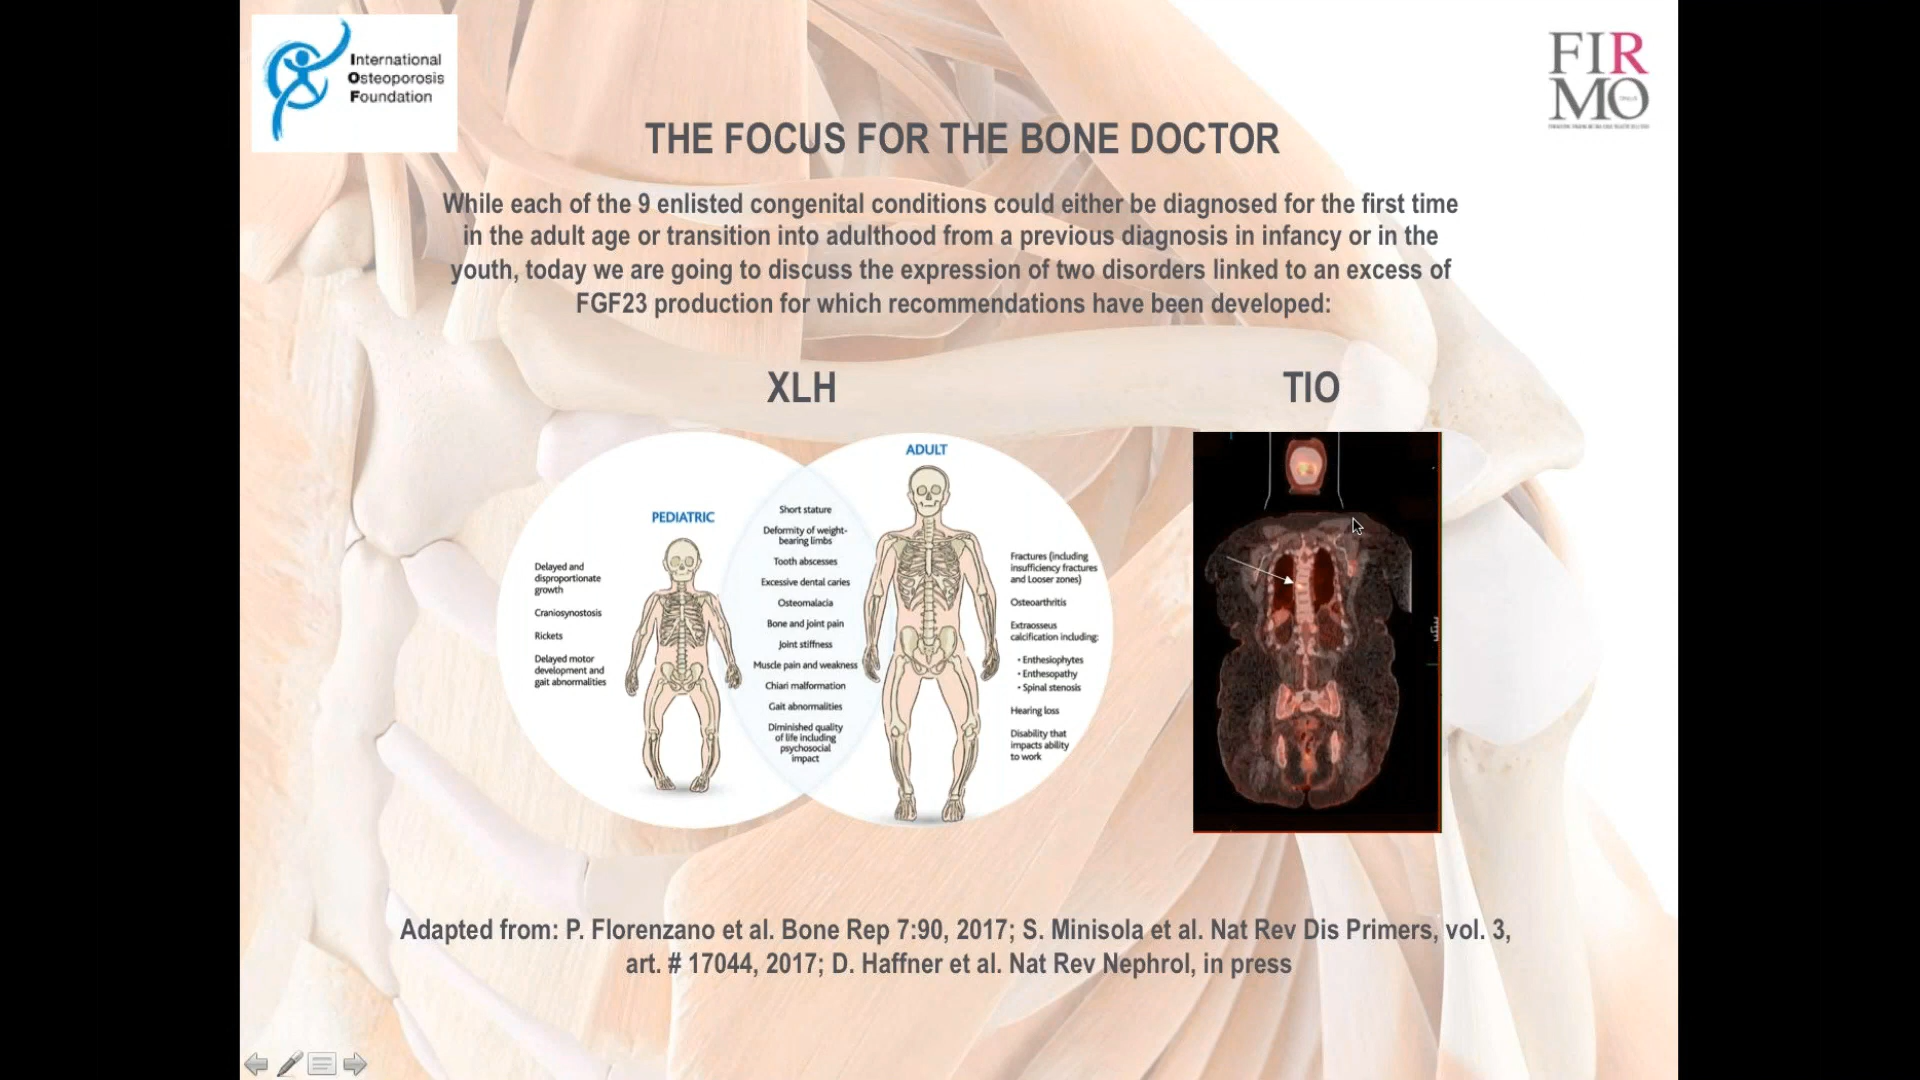 International
Osteoporosis
Foundation
FIR
MO
THE FOCUS FOR THE BONE DOCTOR
While each of the 9 enlisted congenital conditions could either be diagnosed for the first time
in the adult age or transition into adulthood from a previous diagnosis in infancy or in the
youth, today we are going to discuss the expression of two disorders linked to an excess of
FGF23 production for which recommendations have been developed:
XLH
TIO
PEDIATRIC
Delayed and
disproportionate
growth
Craniosynostosis
Rickets
Delayed motor
development and
gait abnormalities
Short stature
Deformity of weight-
bearing limbs
Tooth abscesses
Excessive dental caries
Osteomalacia
Bone and joint pain
Joint stiffness
Muscle pain and weakness
Chiari malformation
Gait abnormalities
Diminished quality
of life including
psychosocial
impact
ADULT
Fractures (including
insufficiency fractures
and Looser zones)
Osteoarthritis
Extraosseus
calcification including:
• Enthesiophytes
• Enthesopathy
• Spinal stenosis
Hearing loss
Disability that
impacts ability
to work
Adapted from: P. Florenzano et al. Bone Rep 7:90, 2017; S. Minisola et al. Nat Rev Dis Primers, vol. 3,
art. # 17044, 2017; D. Haffner et al. Nat Rev Nephrol, in press